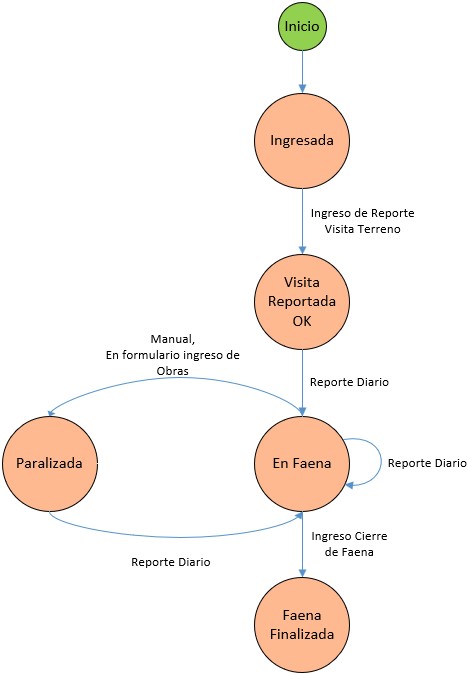 Inicio
Ingresada
Ingreso de Reporte
Visita Terreno
Visita
Reportada
OK
Manual,
En formulario ingreso de
Obras
Reporte Diario
Paralizada
En Faena
Reporte Diario
Reporte Diario
Ingreso Cierre
de Faena
Faena
Finalizada